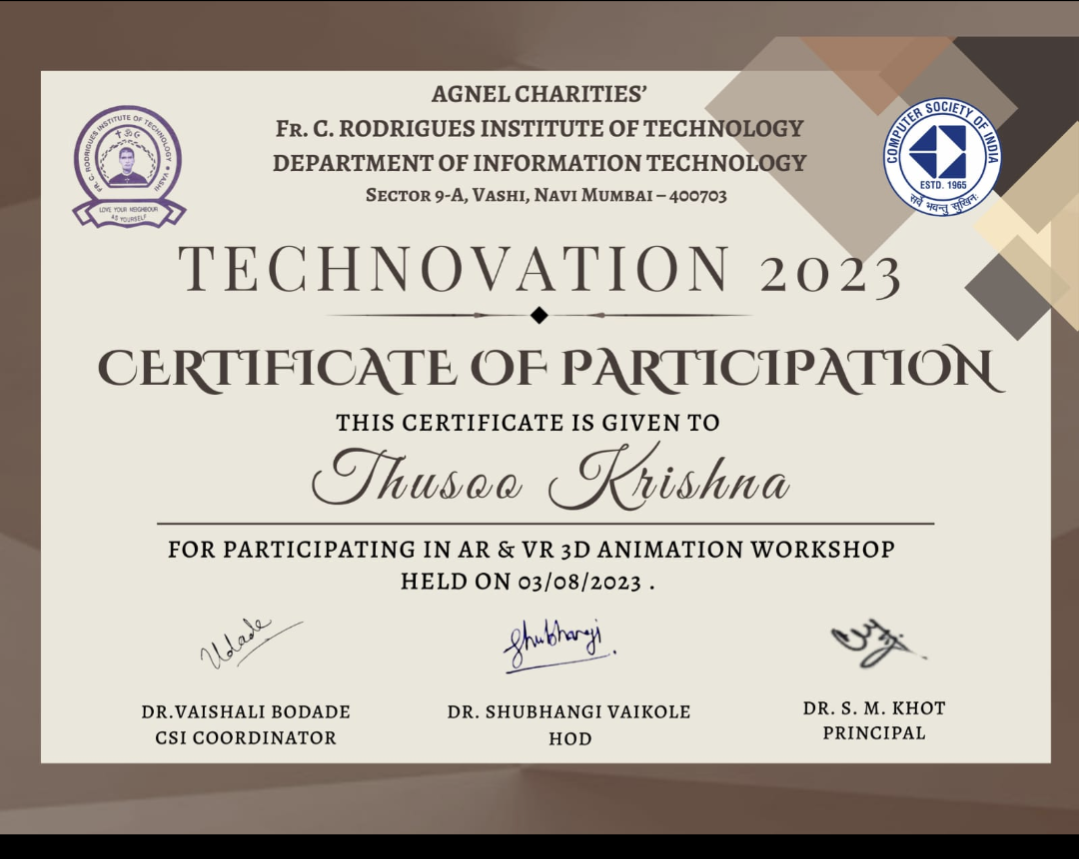 AGNEL CHARITIES'
FR. C. RODRIGUES INSTITUTE OF TECHNOLOGY
DEPARTMENT OF INFORMATION TECHNOLOGY
SECTOR 9-A, VASHI, NAVI MUMBAI – 400703
FR. C. RODRIGUES INSTITUTE OF TECHNOLOGY * VASHI *
LOVE YOUR NEIGHBOUR
AS YOURSELF
COMPUTER SOCIETY OF INDIA
ESTD. 1965
सर्वे भवन्तु सुखिनः
TECHNOVATION 2023
CERTIFICATE OF PARTICIPATION
THIS CERTIFICATE IS GIVEN TO
Thusoo Krishna
FOR PARTICIPATING IN AR & VR 3D ANIMATION WORKSHOP
HELD ON 03/08/2023 .
Udade
Shubhangi
DR.VAISHALI BODADE
CSI COORDINATOR
DR. SHUBHANGI VAIKOLE
HOD
DR. S. M. KHOT
PRINCIPAL